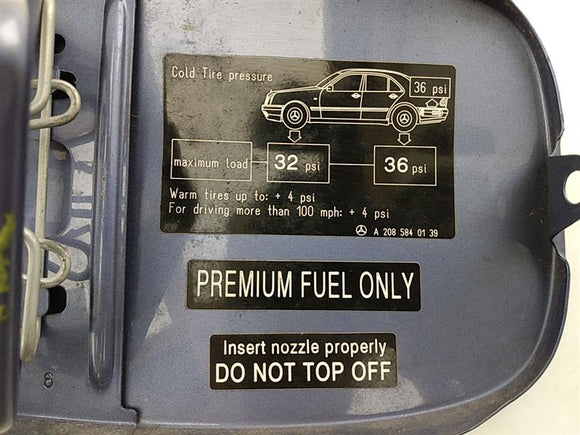 Cold Tire pressure
36 psi
maximum load 32 psi 36 psi
Warm tires up to: + 4 psi
For driving more than 100 mph: + 4 psi
A 208 584 01 39
PREMIUM FUEL ONLY
Insert nozzle properly
DO NOT TOP OFF
6